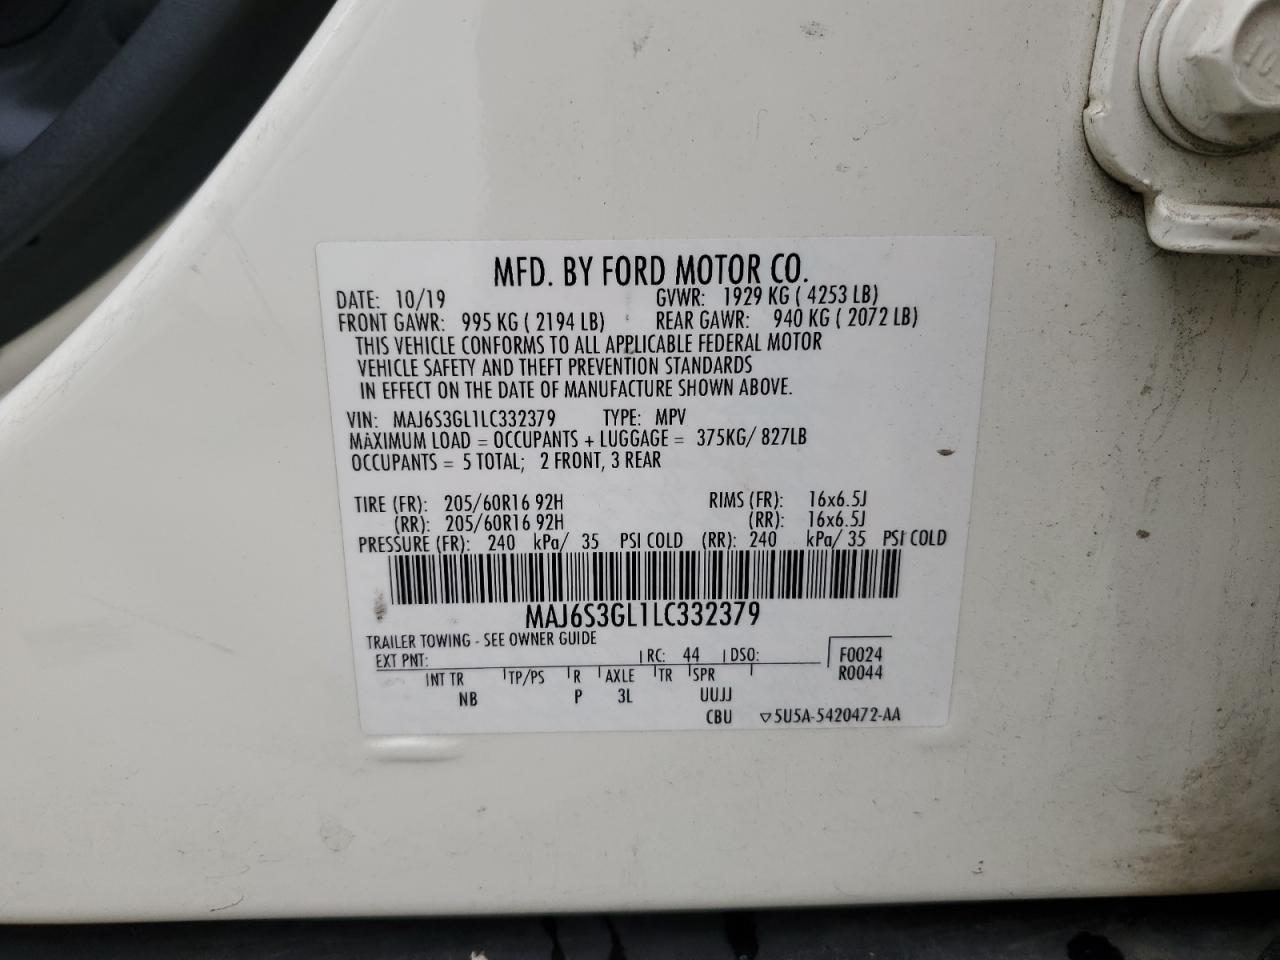 MFD. BY FORD MOTOR CO.
DATE: 10/19 GVWR: 1929 KG ( 4253 LB)
FRONT GAWR: 995 KG ( 2194 LB) REAR GAWR: 940 KG ( 2072 LB)
THIS VEHICLE CONFORMS TO ALL APPLICABLE FEDERAL MOTOR
VEHICLE SAFETY AND THEFT PREVENTION STANDARDS
IN EFFECT ON THE DATE OF MANUFACTURE SHOWN ABOVE.
VIN: MAJ6S3GL1LC332379 TYPE: MPV
MAXIMUM LOAD = OCCUPANTS + LUGGAGE = 375KG/ 827LB
OCCUPANTS = 5 TOTAL; 2 FRONT, 3 REAR
TIRE (FR): 205/60R16 92H RIMS (FR): 16x6.5J
(RR): 205/60R16 92H (RR): 16x6.5J
PRESSURE (FR): 240 kPa/ 35 PSI COLD (RR): 240 kPa/ 35 PSI COLD
MAJ6S3GL1LC332379
TRAILER TOWING - SEE OWNER GUIDE
EXT PNT: RC: 44 DSO: F0024
INT TR TP/PS R AXLE TR SPR R0044
NB P 3L UUJJ
CBU ▽5U5A-5420472-AA